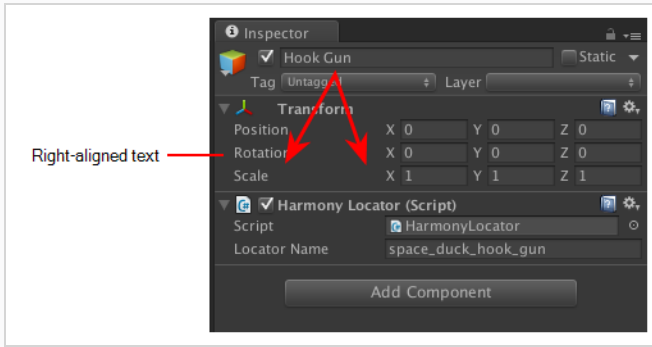 Inspector
Hook Gun Static
Tag Untagged Layer
Transform
Position X 0 Y 0 Z 0
Right-aligned text
Rotation X 0 Y 0 Z 0
Scale X 1 Y 1 Z 1
Harmony Locator (Script)
Script HarmonyLocator
Locator Name space_duck_hook_gun
Add Component